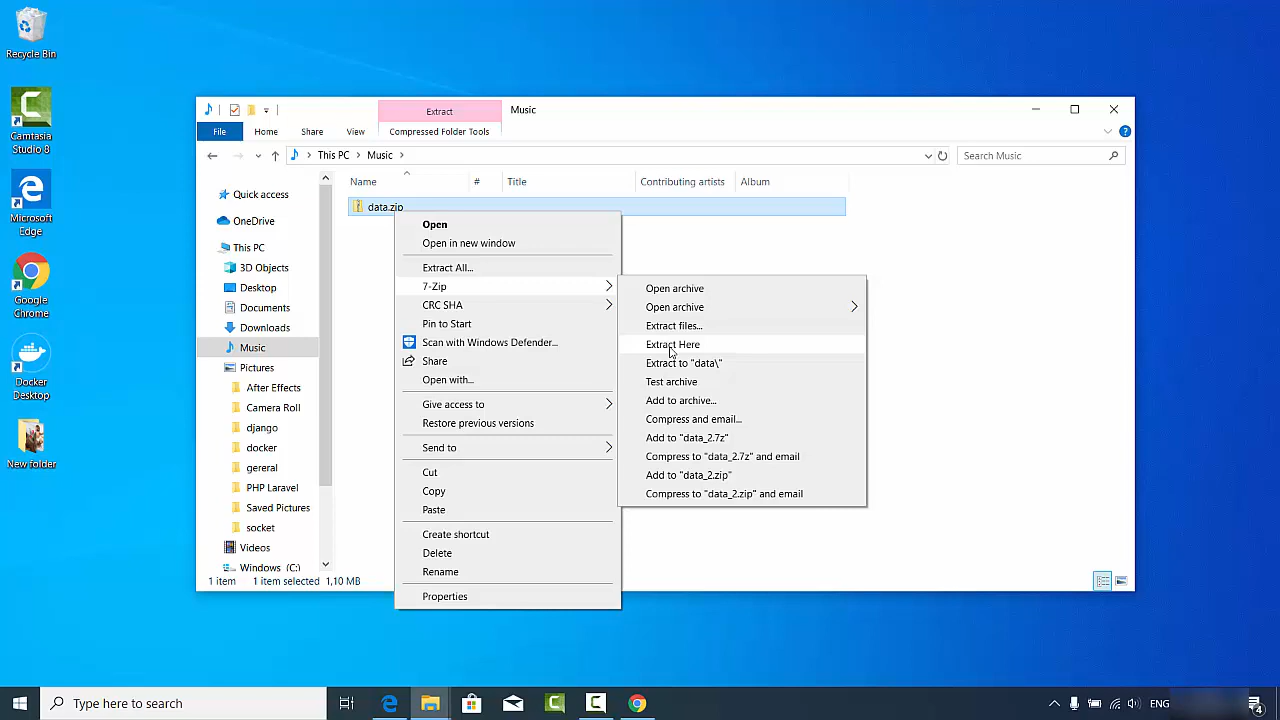 Recycle Bin
Camtasia
Studio 8
Microsoft
Edge
Google
Chrome
Docker
Desktop
New folder
Extract
Music
File
Home
Share
View
Compressed Folder Tools
This PC
Music
Search Music
Name
#
Title
Contributing artists
Album
data.zip
Quick access
OneDrive
This PC
3D Objects
Desktop
Documents
Downloads
Music
Pictures
After Effects
Camera Roll
django
docker
gereral
PHP Laravel
Saved Pictures
socket
Videos
Windows (C:)
1 item
1 item selected
1,10 MB
Open
Open in new window
Extract All...
7-Zip
CRC SHA
Pin to Start
Scan with Windows Defender...
Share
Open with...
Give access to
Restore previous versions
Send to
Cut
Copy
Paste
Create shortcut
Delete
Rename
Properties
Open archive
Open archive
Extract files...
Extract Here
Extract to "data\"
Test archive
Add to archive...
Compress and email...
Add to "data_2.7z"
Compress to "data_2.7z" and email
Add to "data_2.zip"
Compress to "data_2.zip" and email
Type here to search
ENG
4